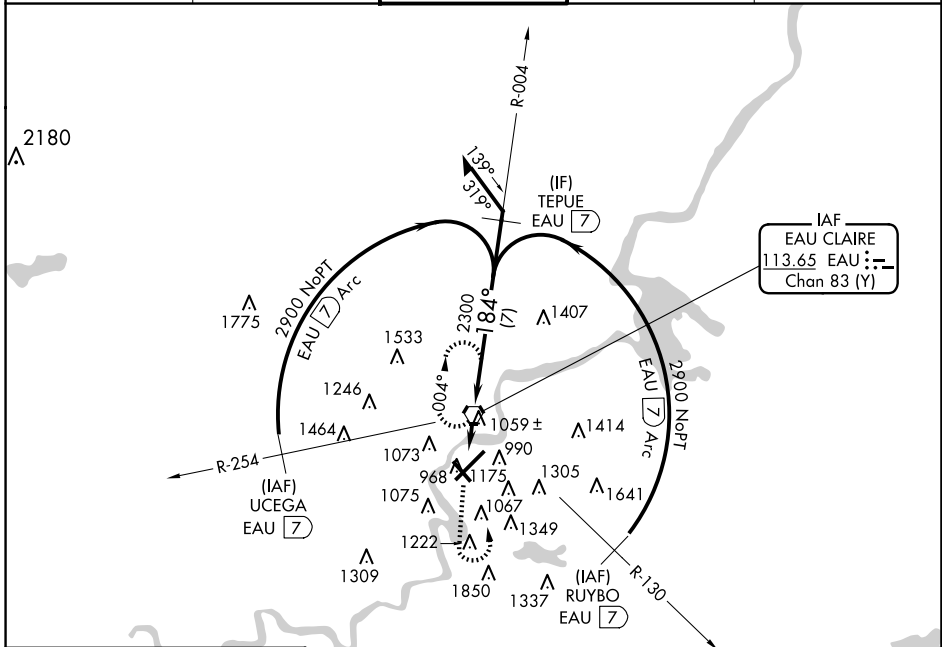 2180
R-004
139°
319°
(IF)
TEPUE
EAU 7
IAF
EAU CLAIRE
113.65 EAU
Chan 83 (Y)
2900 NoPT
EAU 7 Arc
1775
2300
184°
(7)
1407
1533
2900 NoPT
EAU 7 Arc
1246
004°
1464
1059 ±
1414
R-254
1073
990
968
1175
1305
1641
(IAF)
UCEGA
EAU 7
1075
1067
1349
1222
1309
1850
1337
(IAF)
RUYBO
EAU 7
R-130